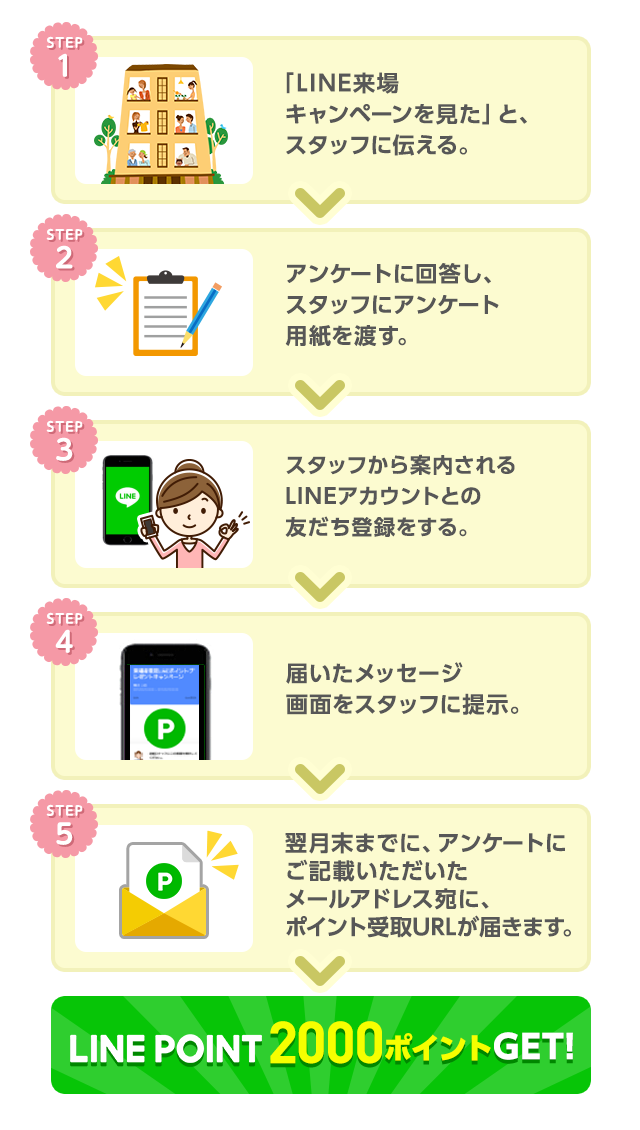 STEP
1
「LINE来場
キャンペーンを見た」と、
スタッフに伝える。
STEP
2
アンケートに回答し、
スタッフにアンケート
用紙を渡す。
STEP
3
LINE
スタッフから案内される
LINEアカウントとの
友だち登録をする。
STEP
4
P
届いたメッセージ
画面をスタッフに提示。
STEP
5
P
翌月末までに、アンケートに
ご記載いただいた
メールアドレス宛に、
ポイント受取URLが届きます。
LINE POINT 2000ポイントGET!